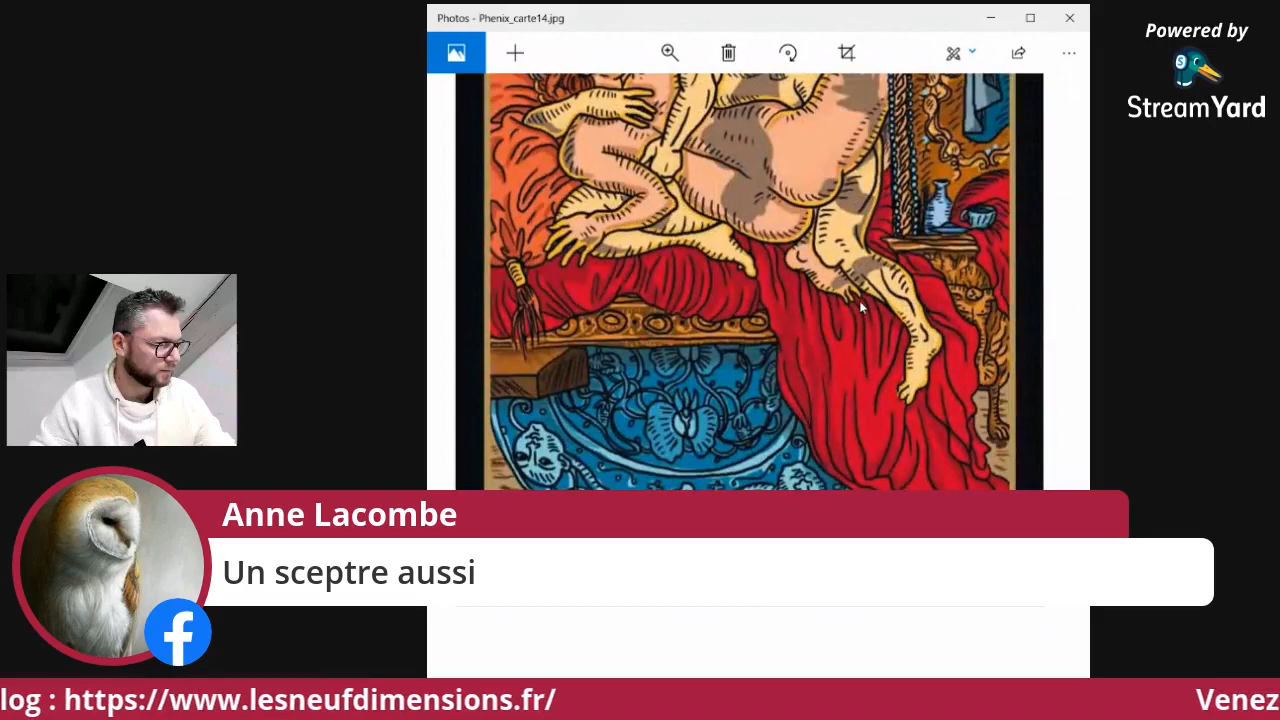 Photos - Phenix_carte14.jpg
Powered by
StreamYard
Anne Lacombe
Un sceptre aussi
log : https://www.lesneufdimensions.fr/
Venez